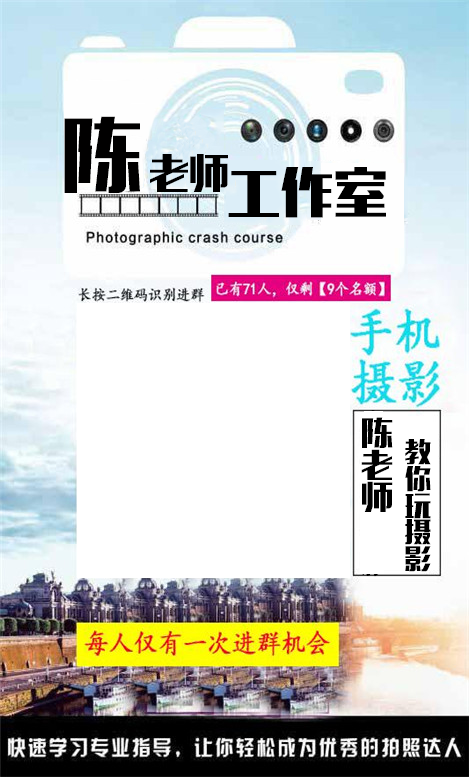 陈老师工作室
Photographic crash course
长按二维码识别进群
已有71人，仅剩【9个名额】
手机
摄影
陈老师
教你玩摄影
每人仅有一次进群机会
快速学习专业指导，让你轻松成为优秀的拍照达人